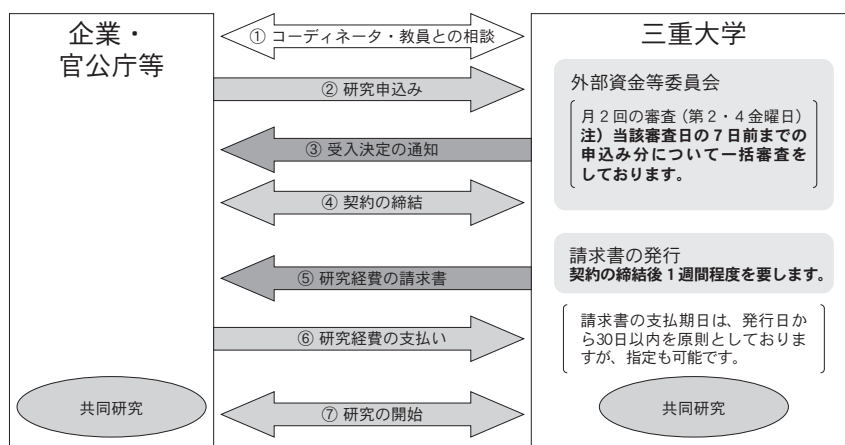 企業・
官公庁等
① コーディネータ・教員との相談
三重大学
② 研究申込み
外部資金等委員会
月２回の審査（第２・４金曜日）
注）当該審査日の７日前までの
申込み分について一括審査を
しております。
③ 受入決定の通知
④ 契約の締結
請求書の発行
契約の締結後１週間程度を要します。
⑤ 研究経費の請求書
⑥ 研究経費の支払い
請求書の支払期日は、発行日か
ら30日以内を原則としておりま
すが、指定も可能です。
共同研究
⑦ 研究の開始
共同研究